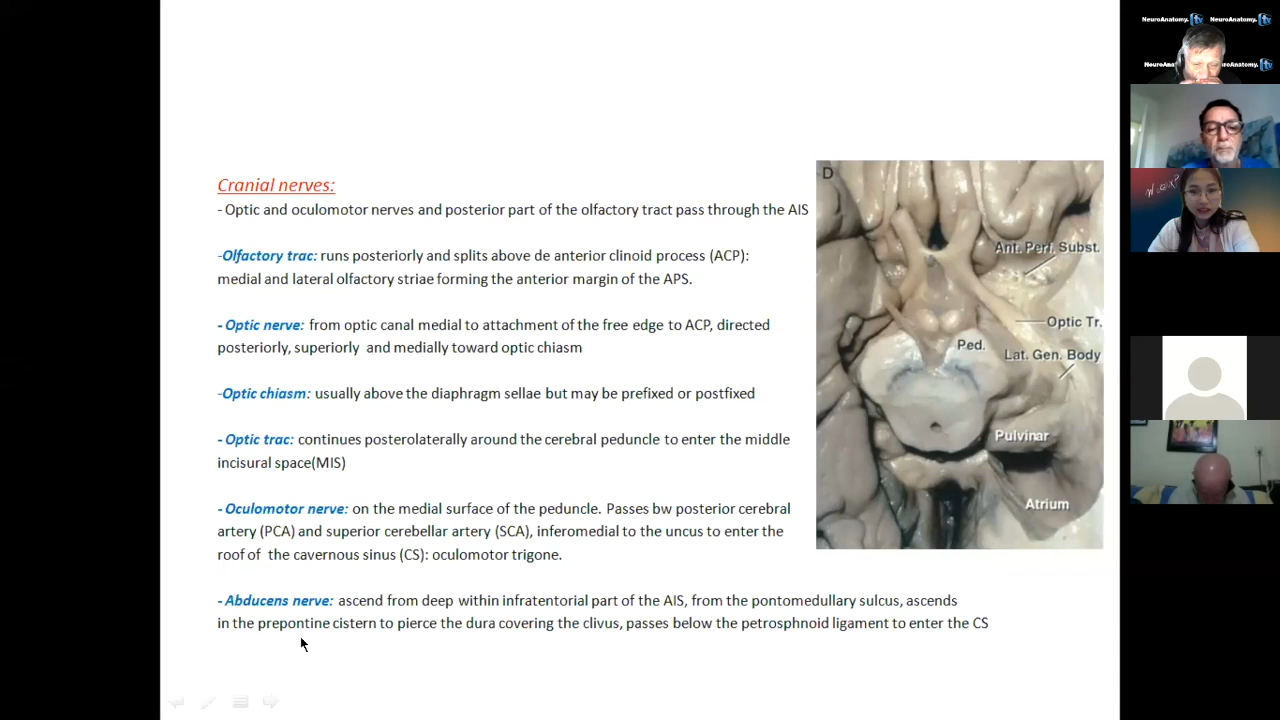 Cranial nerves:
- Optic and oculomotor nerves and posterior part of the olfactory tract pass through the AIS
-Olfactory trac: runs posteriorly and splits above de anterior clinoid process (ACP):
medial and lateral olfactory striae forming the anterior margin of the APS.
- Optic nerve: from optic canal medial to attachment of the free edge to ACP, directed
posteriorly, superiorly and medially toward optic chiasm
-Optic chiasm: usually above the diaphragm sellae but may be prefixed or postfixed
- Optic trac: continues posterolaterally around the cerebral peduncle to enter the middle
incisural space(MIS)
- Oculomotor nerve: on the medial surface of the peduncle. Passes bw posterior cerebral
artery (PCA) and superior cerebellar artery (SCA), inferomedial to the uncus to enter the
roof of the cavernous sinus (CS): oculomotor trigone.
- Abducens nerve: ascend from deep within infratentorial part of the AIS, from the pontomedullary sulcus, ascends
in the prepontine cistern to pierce the dura covering the clivus, passes below the petrosphnoid ligament to enter the CS
D
Ant. Perf. Subst.
Optic Tr.
Ped.
Lat. Gen. Body
Pulvinar
Atrium
NeuroAnatomy. tv NeuroAnatomy. tv